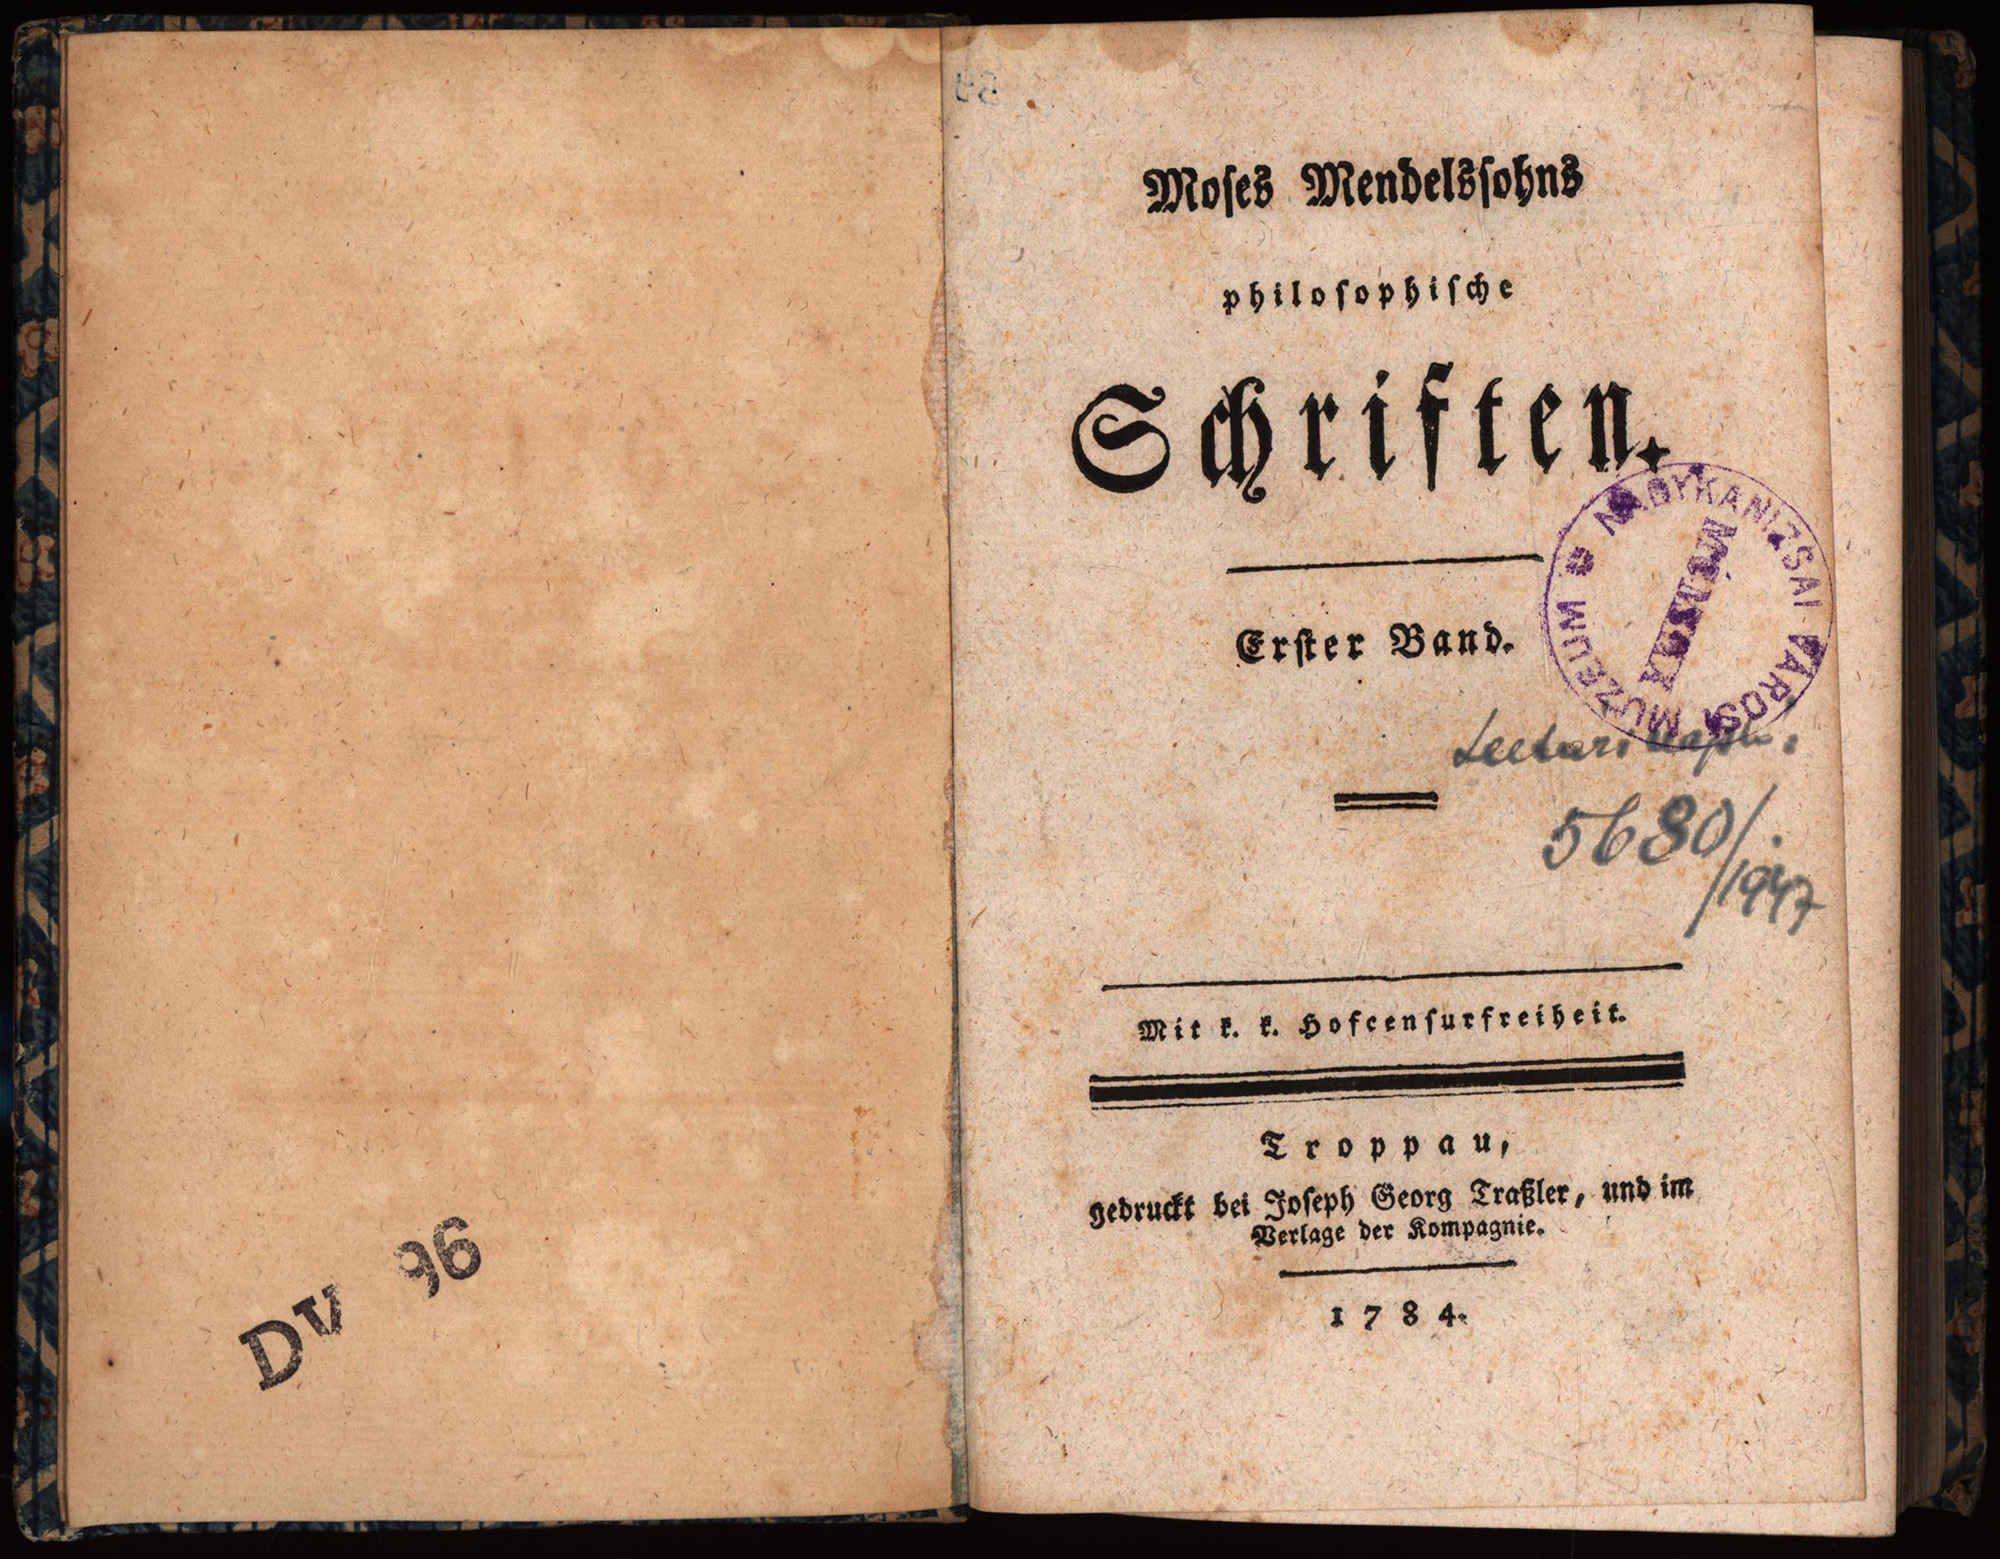 DV 96
Moses Mendelssohns
philosophische
Schriften.
Erster Band.
NAGYKANIZSAI VÁROSI MUZEUM
5680/1947
Mit k. k. Hofcensurfreiheit.
Troppau,
gedruckt bei Joseph Georg Traßler, und im
Verlage der Kompagnie.
1784.